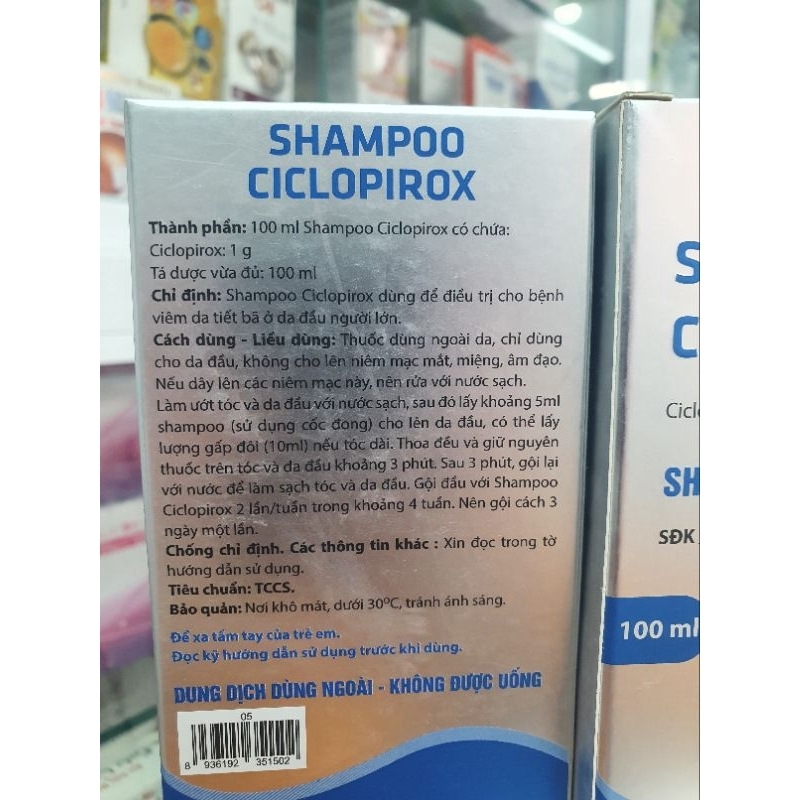 SHAMPOO
CICLOPIROX
Thành phần: 100 ml Shampoo Ciclopirox có chứa:
Ciclopirox: 1 g
Tá dược vừa đủ: 100 ml
Chỉ định: Shampoo Ciclopirox dùng để điều trị cho bệnh
viêm da tiết bã ở da đầu người lớn.
Cách dùng - Liều dùng: Thuốc dùng ngoài da, chỉ dùng
cho da đầu, không cho lên niêm mạc mắt, miệng, âm đạo.
Nếu dây lên các niêm mạc này, nên rửa với nước sạch.
Làm ướt tóc và da đầu với nước sạch, sau đó lấy khoảng 5ml
shampoo (sử dụng cốc đong) cho lên da đầu, có thể lấy
lượng gấp đôi (10ml) nếu tóc dài. Thoa đều và giữ nguyên
thuốc trên tóc và da đầu khoảng 3 phút. Sau 3 phút, gội lại
với nước để làm sạch tóc và da đầu. Gội đầu với Shampoo
Ciclopirox 2 lần/tuần trong khoảng 4 tuần. Nên gội cách 3
ngày một lần.
Chống chỉ định. Các thông tin khác : Xin đọc trong tờ
hướng dẫn sử dụng.
Tiêu chuẩn: TCCS.
Bảo quản: Nơi khô mát, dưới 30ºC, tránh ánh sáng.
Để xa tầm tay của trẻ em.
Đọc kỹ hướng dẫn sử dụng trước khi dùng.
DUNG DỊCH DÙNG NGOÀI - KHÔNG ĐƯỢC UỐNG
05
8 936192 351502
S
C
Cicl
SH
SĐK
100 ml